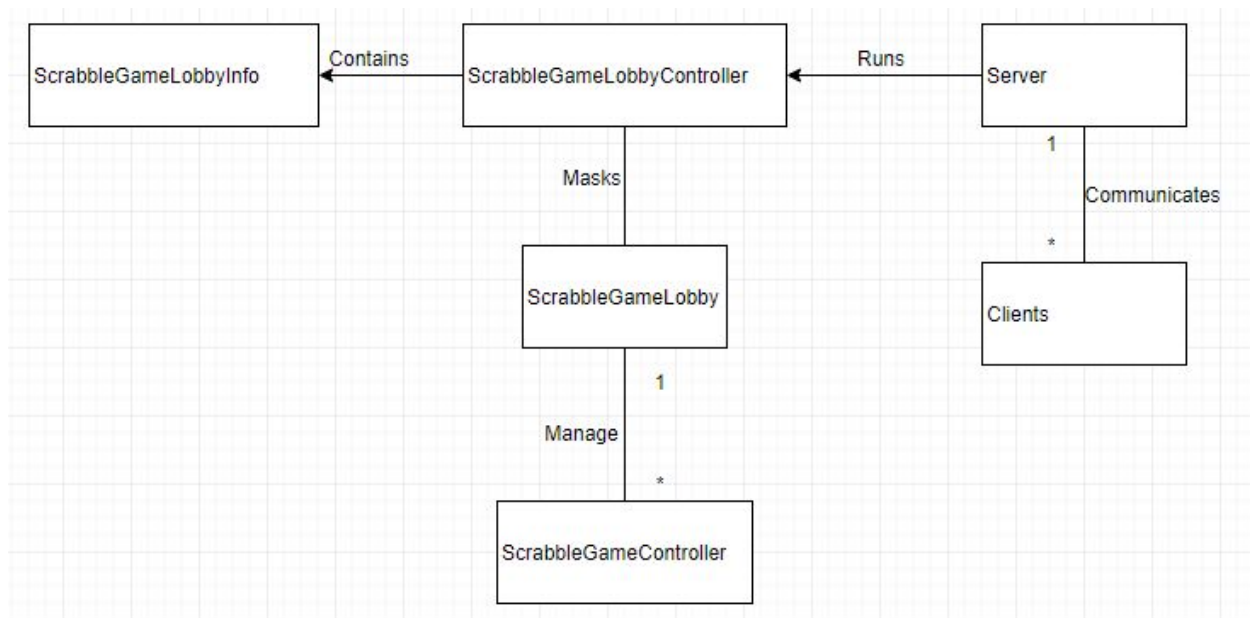 ScrabbleGameLobbyInfo
Contains
ScrabbleGameLobbyController
Runs
Server
1
Masks
Communicates
*
ScrabbleGameLobby
Clients
1
Manage
*
ScrabbleGameController